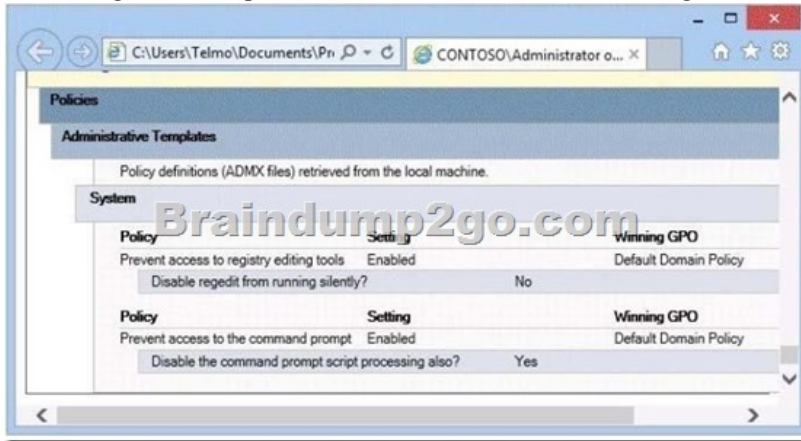 C:\Users\Telmo\Documents\Pr
CONTOSO\Administrator o...
Policies
Administrative Templates
Policy definitions (ADMX files) retrieved from the local machine.
System
Braindump2go.com
Policy Setting Winning GPO
Prevent access to registry editing tools Enabled Default Domain Policy
Disable regedit from running silently? No
Policy Setting Winning GPO
Prevent access to the command prompt Enabled Default Domain Policy
Disable the command prompt script processing also? Yes